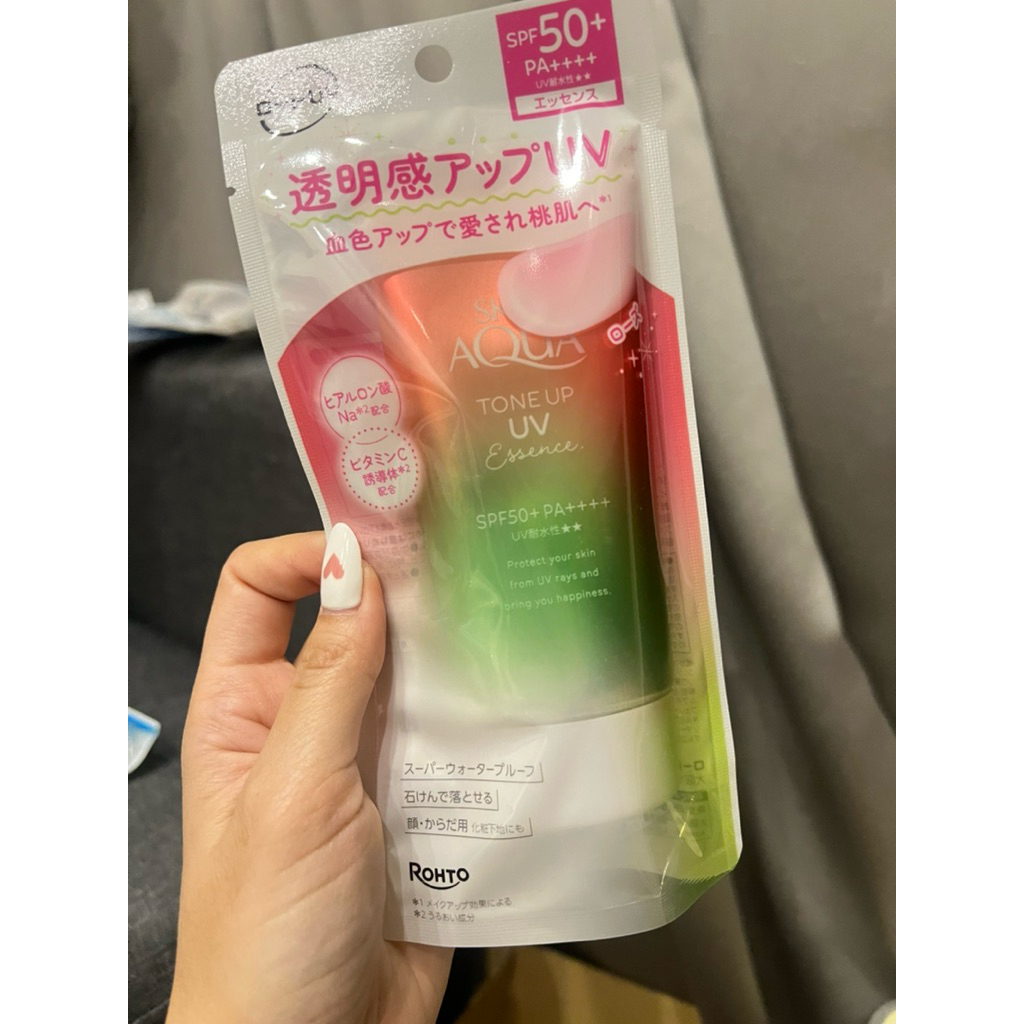 SPF50+
PA++++
UV耐水性★★
エッセンス
透明感アップUV
血色アップで愛され桃肌へ*1
SKIN
AQUA
ローズ
TONE UP
UV
Essence.
ヒアルロン酸
Na*2配合
ビタミンC
誘導体*2
配合
SPF50+ PA++++
UV耐水性★★
Protect your skin
from UV rays and
bring you happiness.
スーパーウォータープルーフ
石けんで落とせる
顔・からだ用 化粧下地にも
ROHTO
*1 メイクアップ効果による
*2 うるおい成分